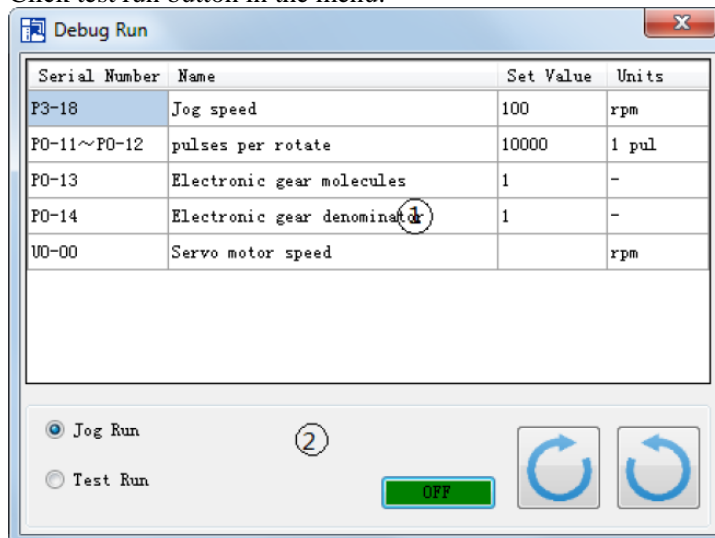 Click test run button in the menu.
Debug Run
Serial Number Name Set Value Units
P3-18 Jog speed 100 rpm
P0-11~P0-12 pulses per rotate 10000 1 pul
P0-13 Electronic gear molecules 1 -
P0-14 Electronic gear denominator 1 -
U0-00 Servo motor speed rpm
①
Jog Run
②
Test Run
OFF